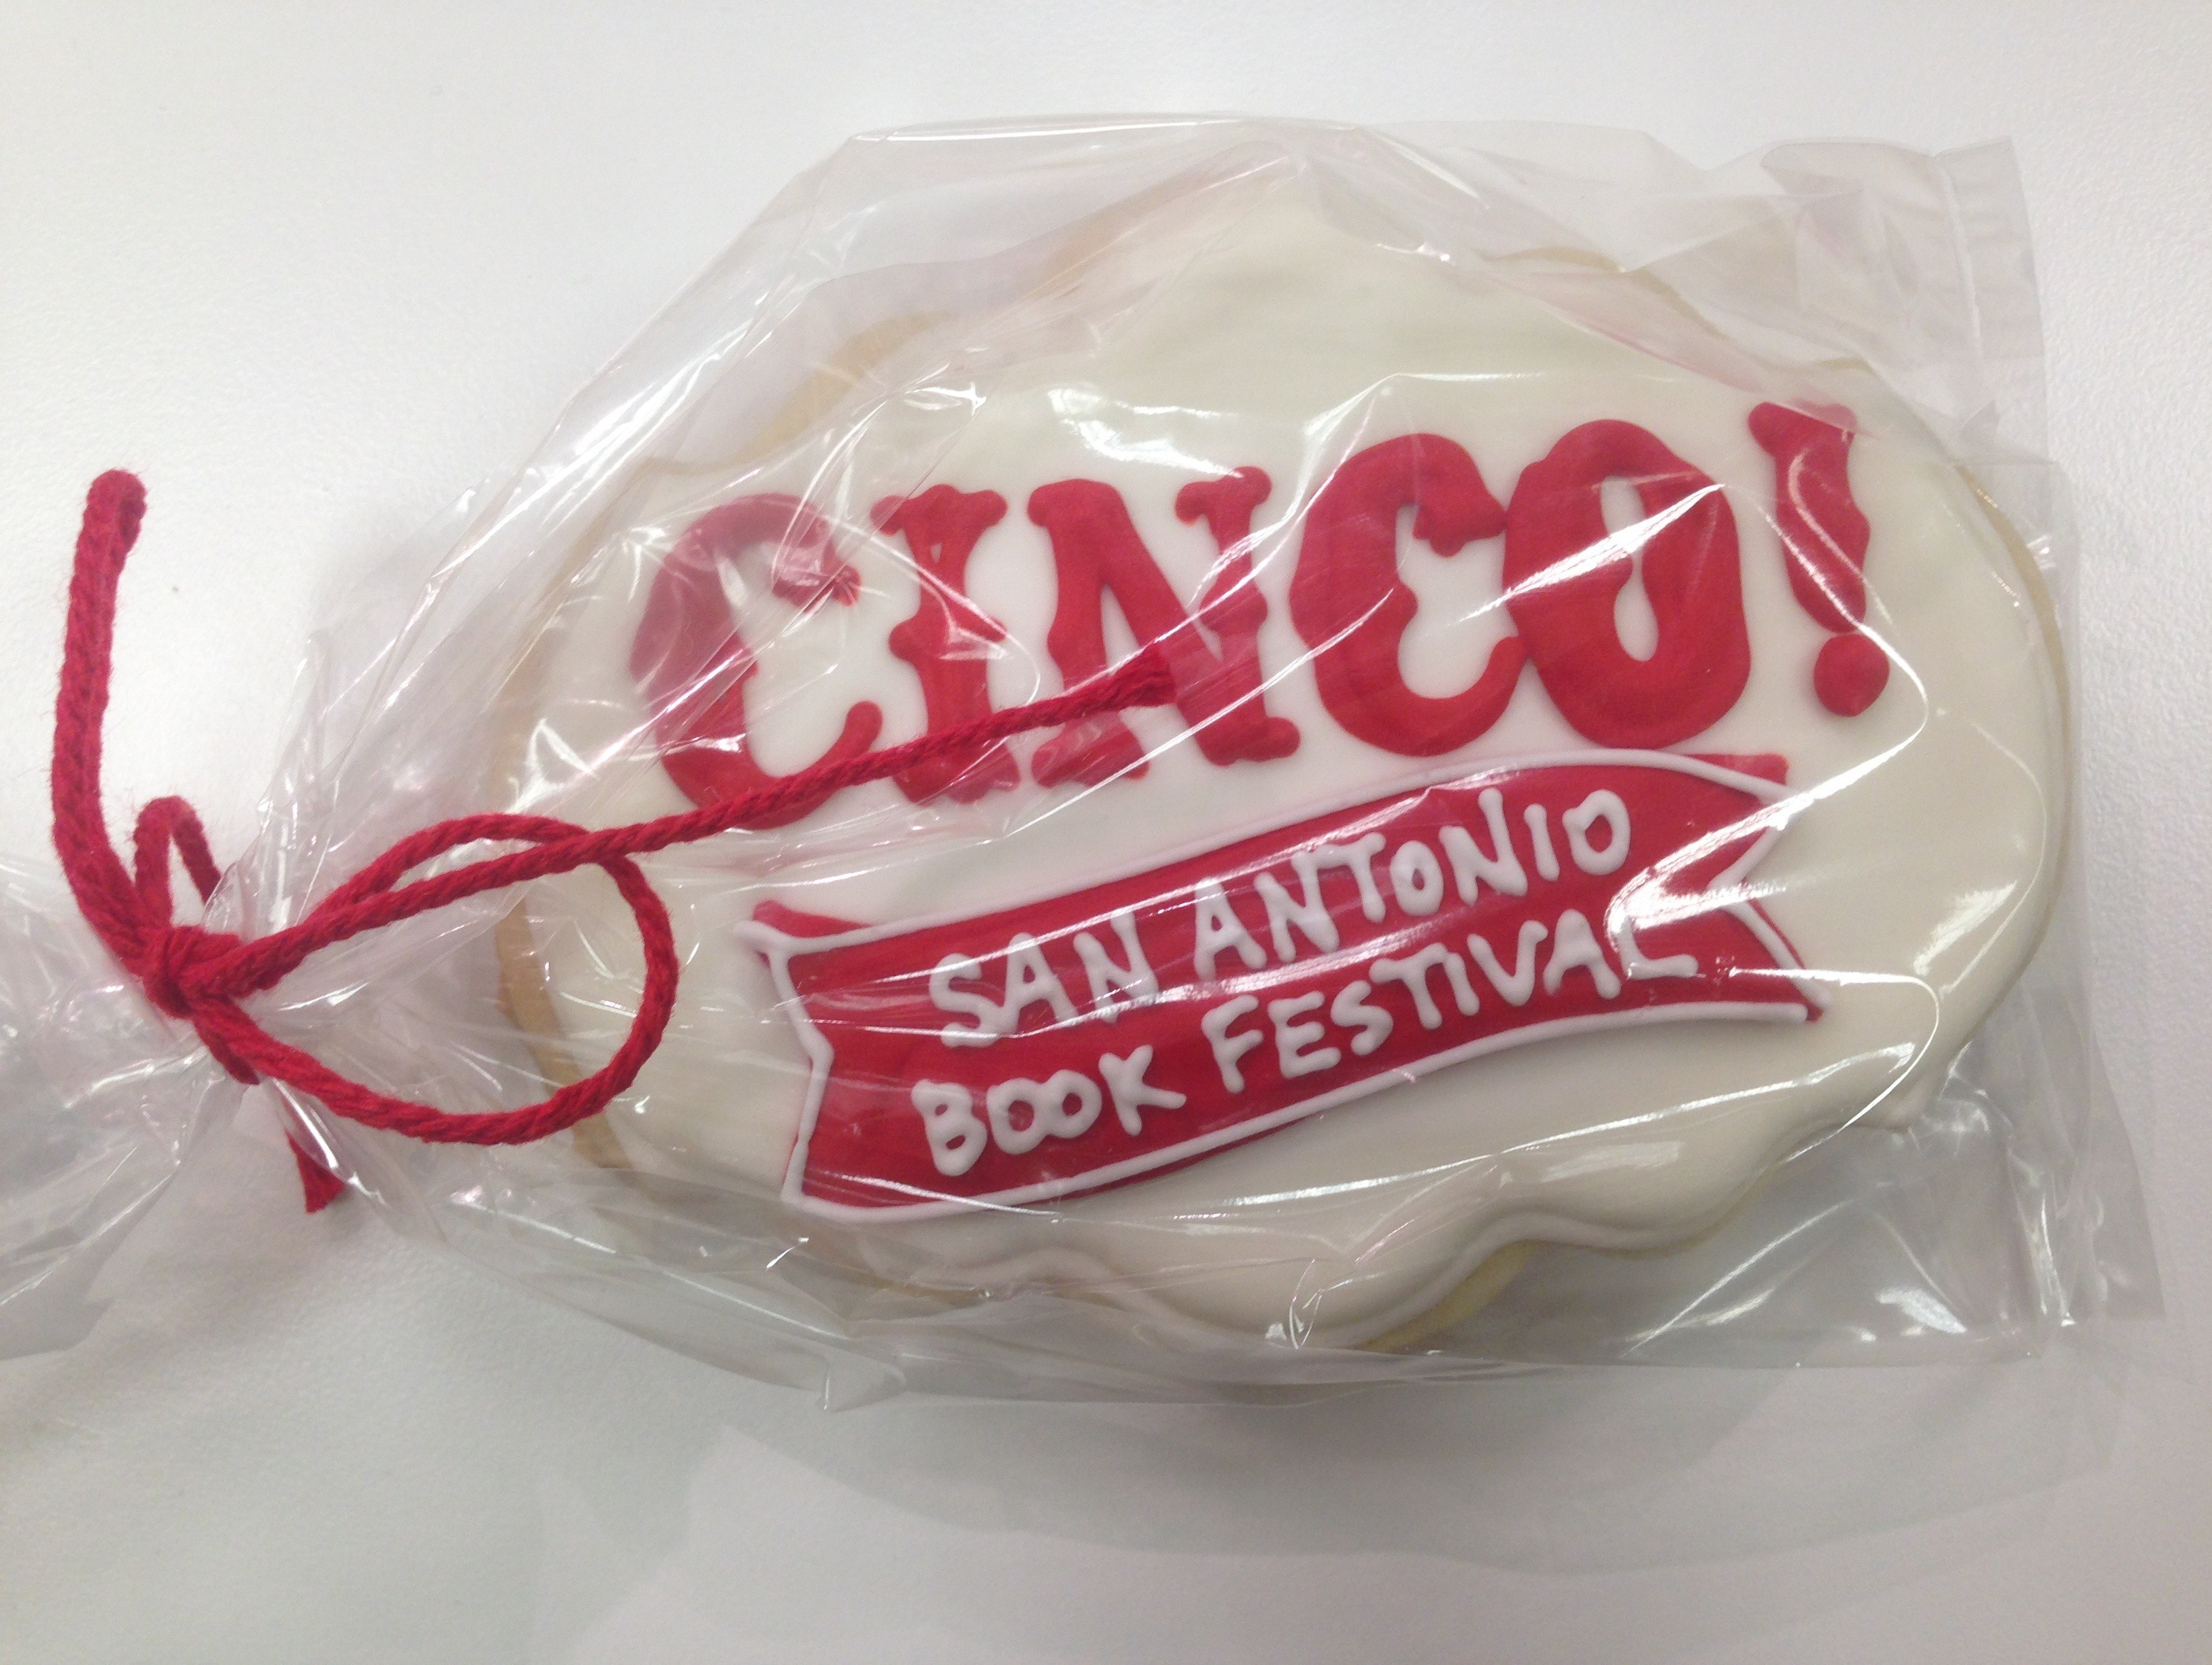 CINCO!
SAN ANTONIO
BOOK FESTIVAL